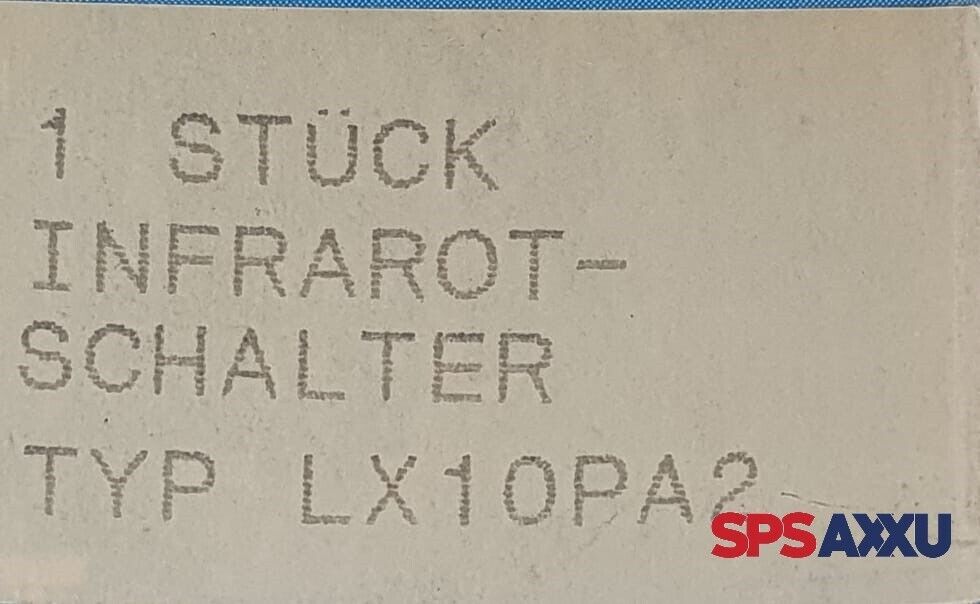 1 STÜCK
INFRAROT-
SCHALTER
TYP LX10PA2
SPSAXXU